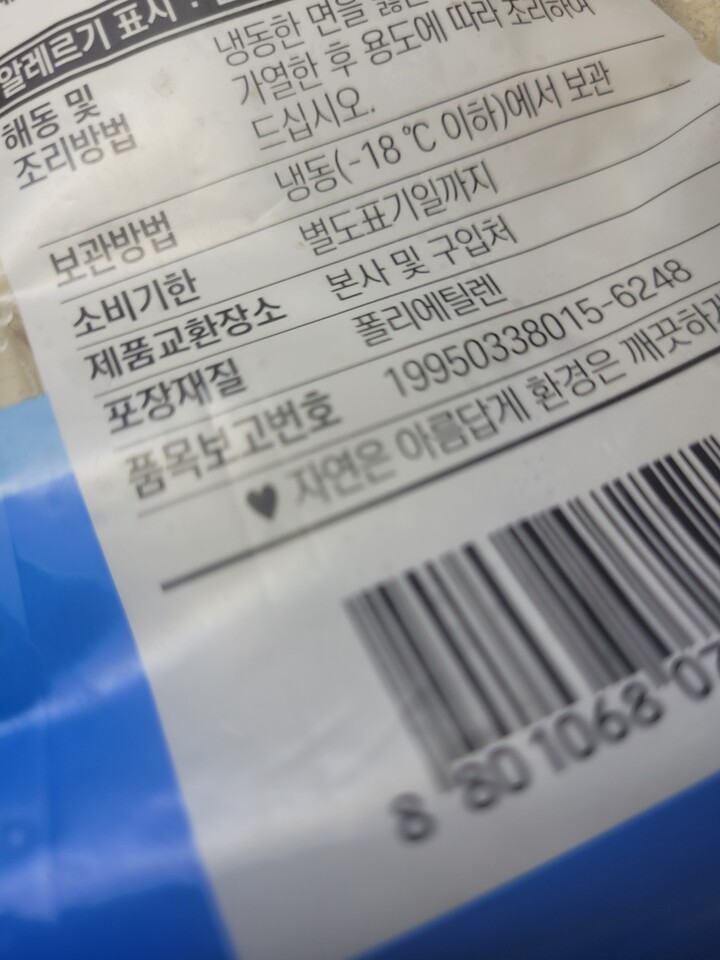 알레르기 표시 :
해동 및 조리방법
냉동한 면을
가열한 후 용도에 따라 조리하여
드십시오.
보관방법 냉동(-18℃ 이하)에서 보관
소비기한 별도표기일까지
제품교환장소 본사 및 구입처
포장재질 폴리에틸렌
품목보고번호 19950338015-6248
♥ 자연은 아름답게 환경은 깨끗하
8 801068 07